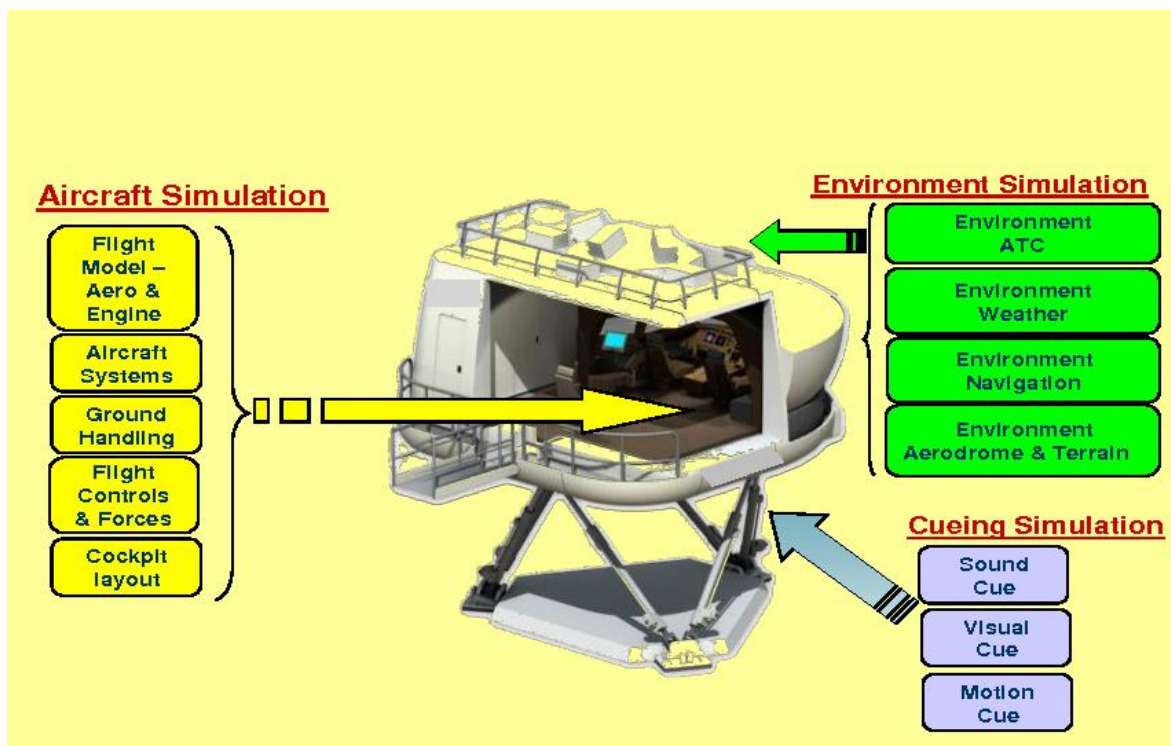 Aircraft Simulation
Flight
Model –
Aero &
Engine
Aircraft
Systems
Ground
Handling
Flight
Controls
& Forces
Cockpit
layout
Environment Simulation
Environment
ATC
Environment
Weather
Environment
Navigation
Environment
Aerodrome & Terrain
Cueing Simulation
Sound
Cue
Visual
Cue
Motion
Cue